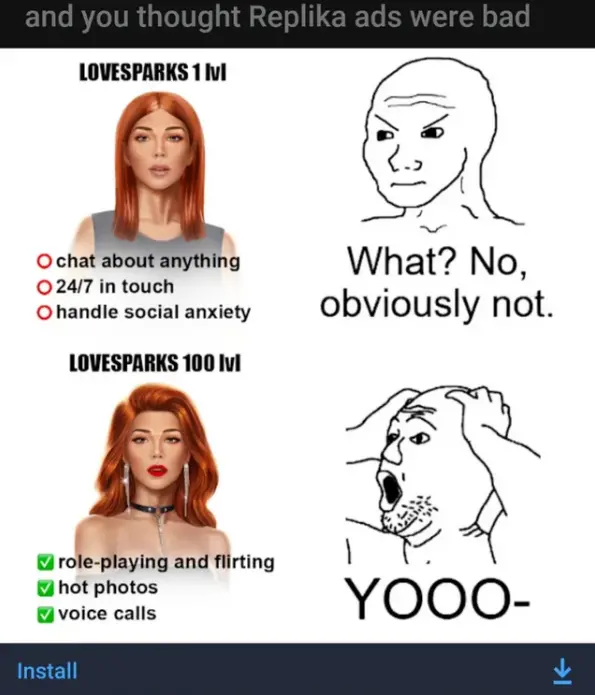 and you thought Replika ads were bad
LOVESPARKS 1 lvl
chat about anything
24/7 in touch
handle social anxiety
What? No,
obviously not.
LOVESPARKS 100 lvl
role-playing and flirting
hot photos
voice calls
YOOO-
Install